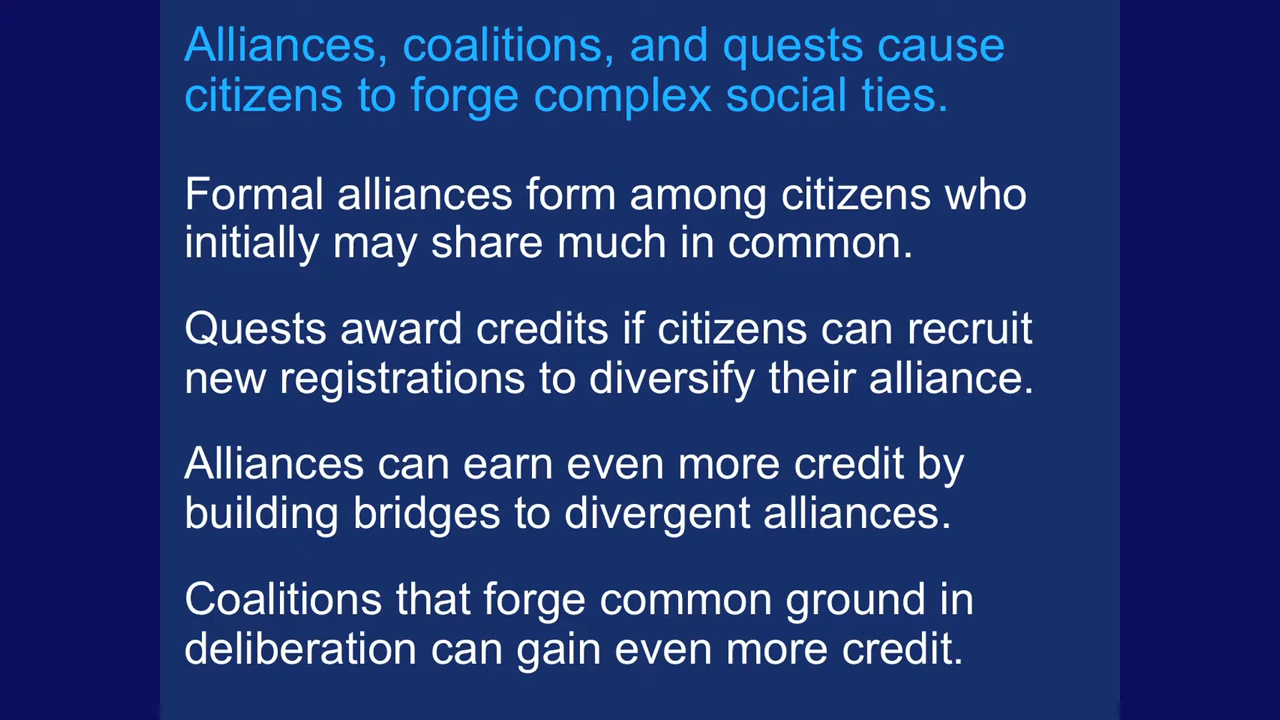 Alliances, coalitions, and quests cause
citizens to forge complex social ties.
Formal alliances form among citizens who
initially may share much in common.
Quests award credits if citizens can recruit
new registrations to diversify their alliance.
Alliances can earn even more credit by
building bridges to divergent alliances.
Coalitions that forge common ground in
deliberation can gain even more credit.